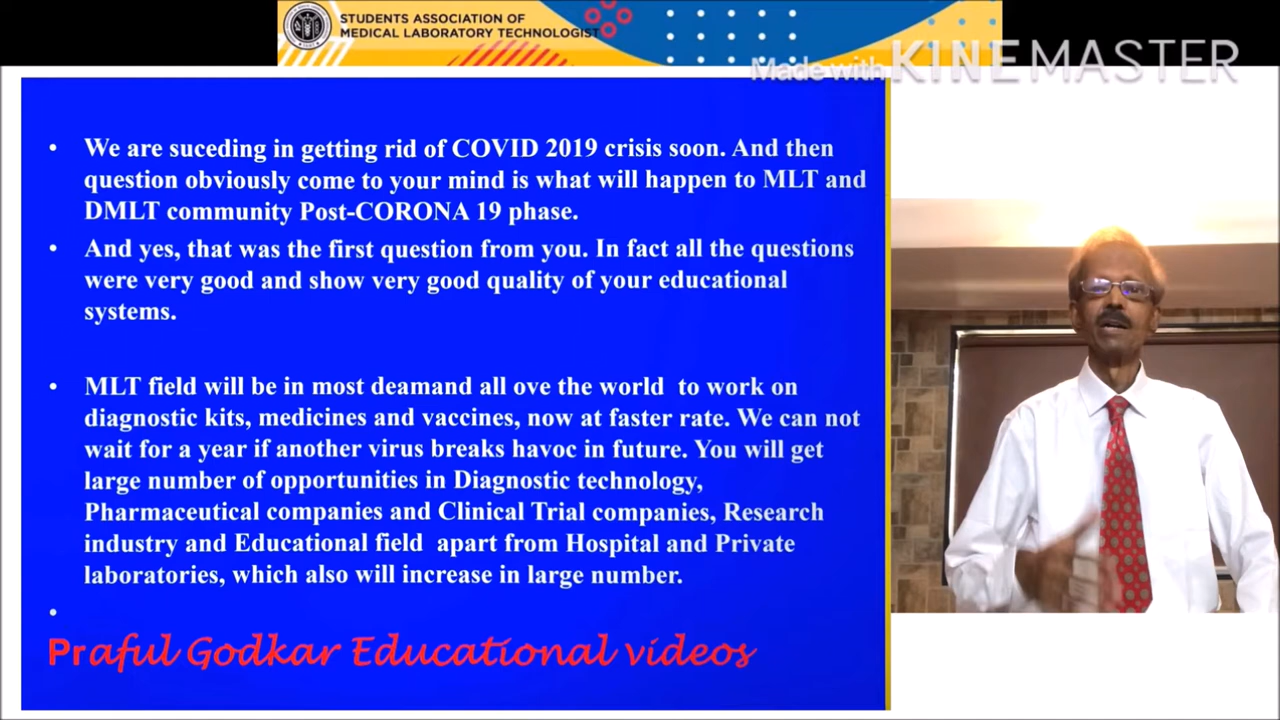 STUDENTS ASSOCIATION OF
MEDICAL LABORATORY TECHNOLOGIST
Made with KINEMASTER
• We are suceding in getting rid of COVID 2019 crisis soon. And then
question obviously come to your mind is what will happen to MLT and
DMLT community Post-CORONA 19 phase.
• And yes, that was the first question from you. In fact all the questions
were very good and show very good quality of your educational
systems.
• MLT field will be in most deamand all ove the world to work on
diagnostic kits, medicines and vaccines, now at faster rate. We can not
wait for a year if another virus breaks havoc in future. You will get
large number of opportunities in Diagnostic technology,
Pharmaceutical companies and Clinical Trial companies, Research
industry and Educational field apart from Hospital and Private
laboratories, which also will increase in large number.
•
Praful Godkar Educational videos